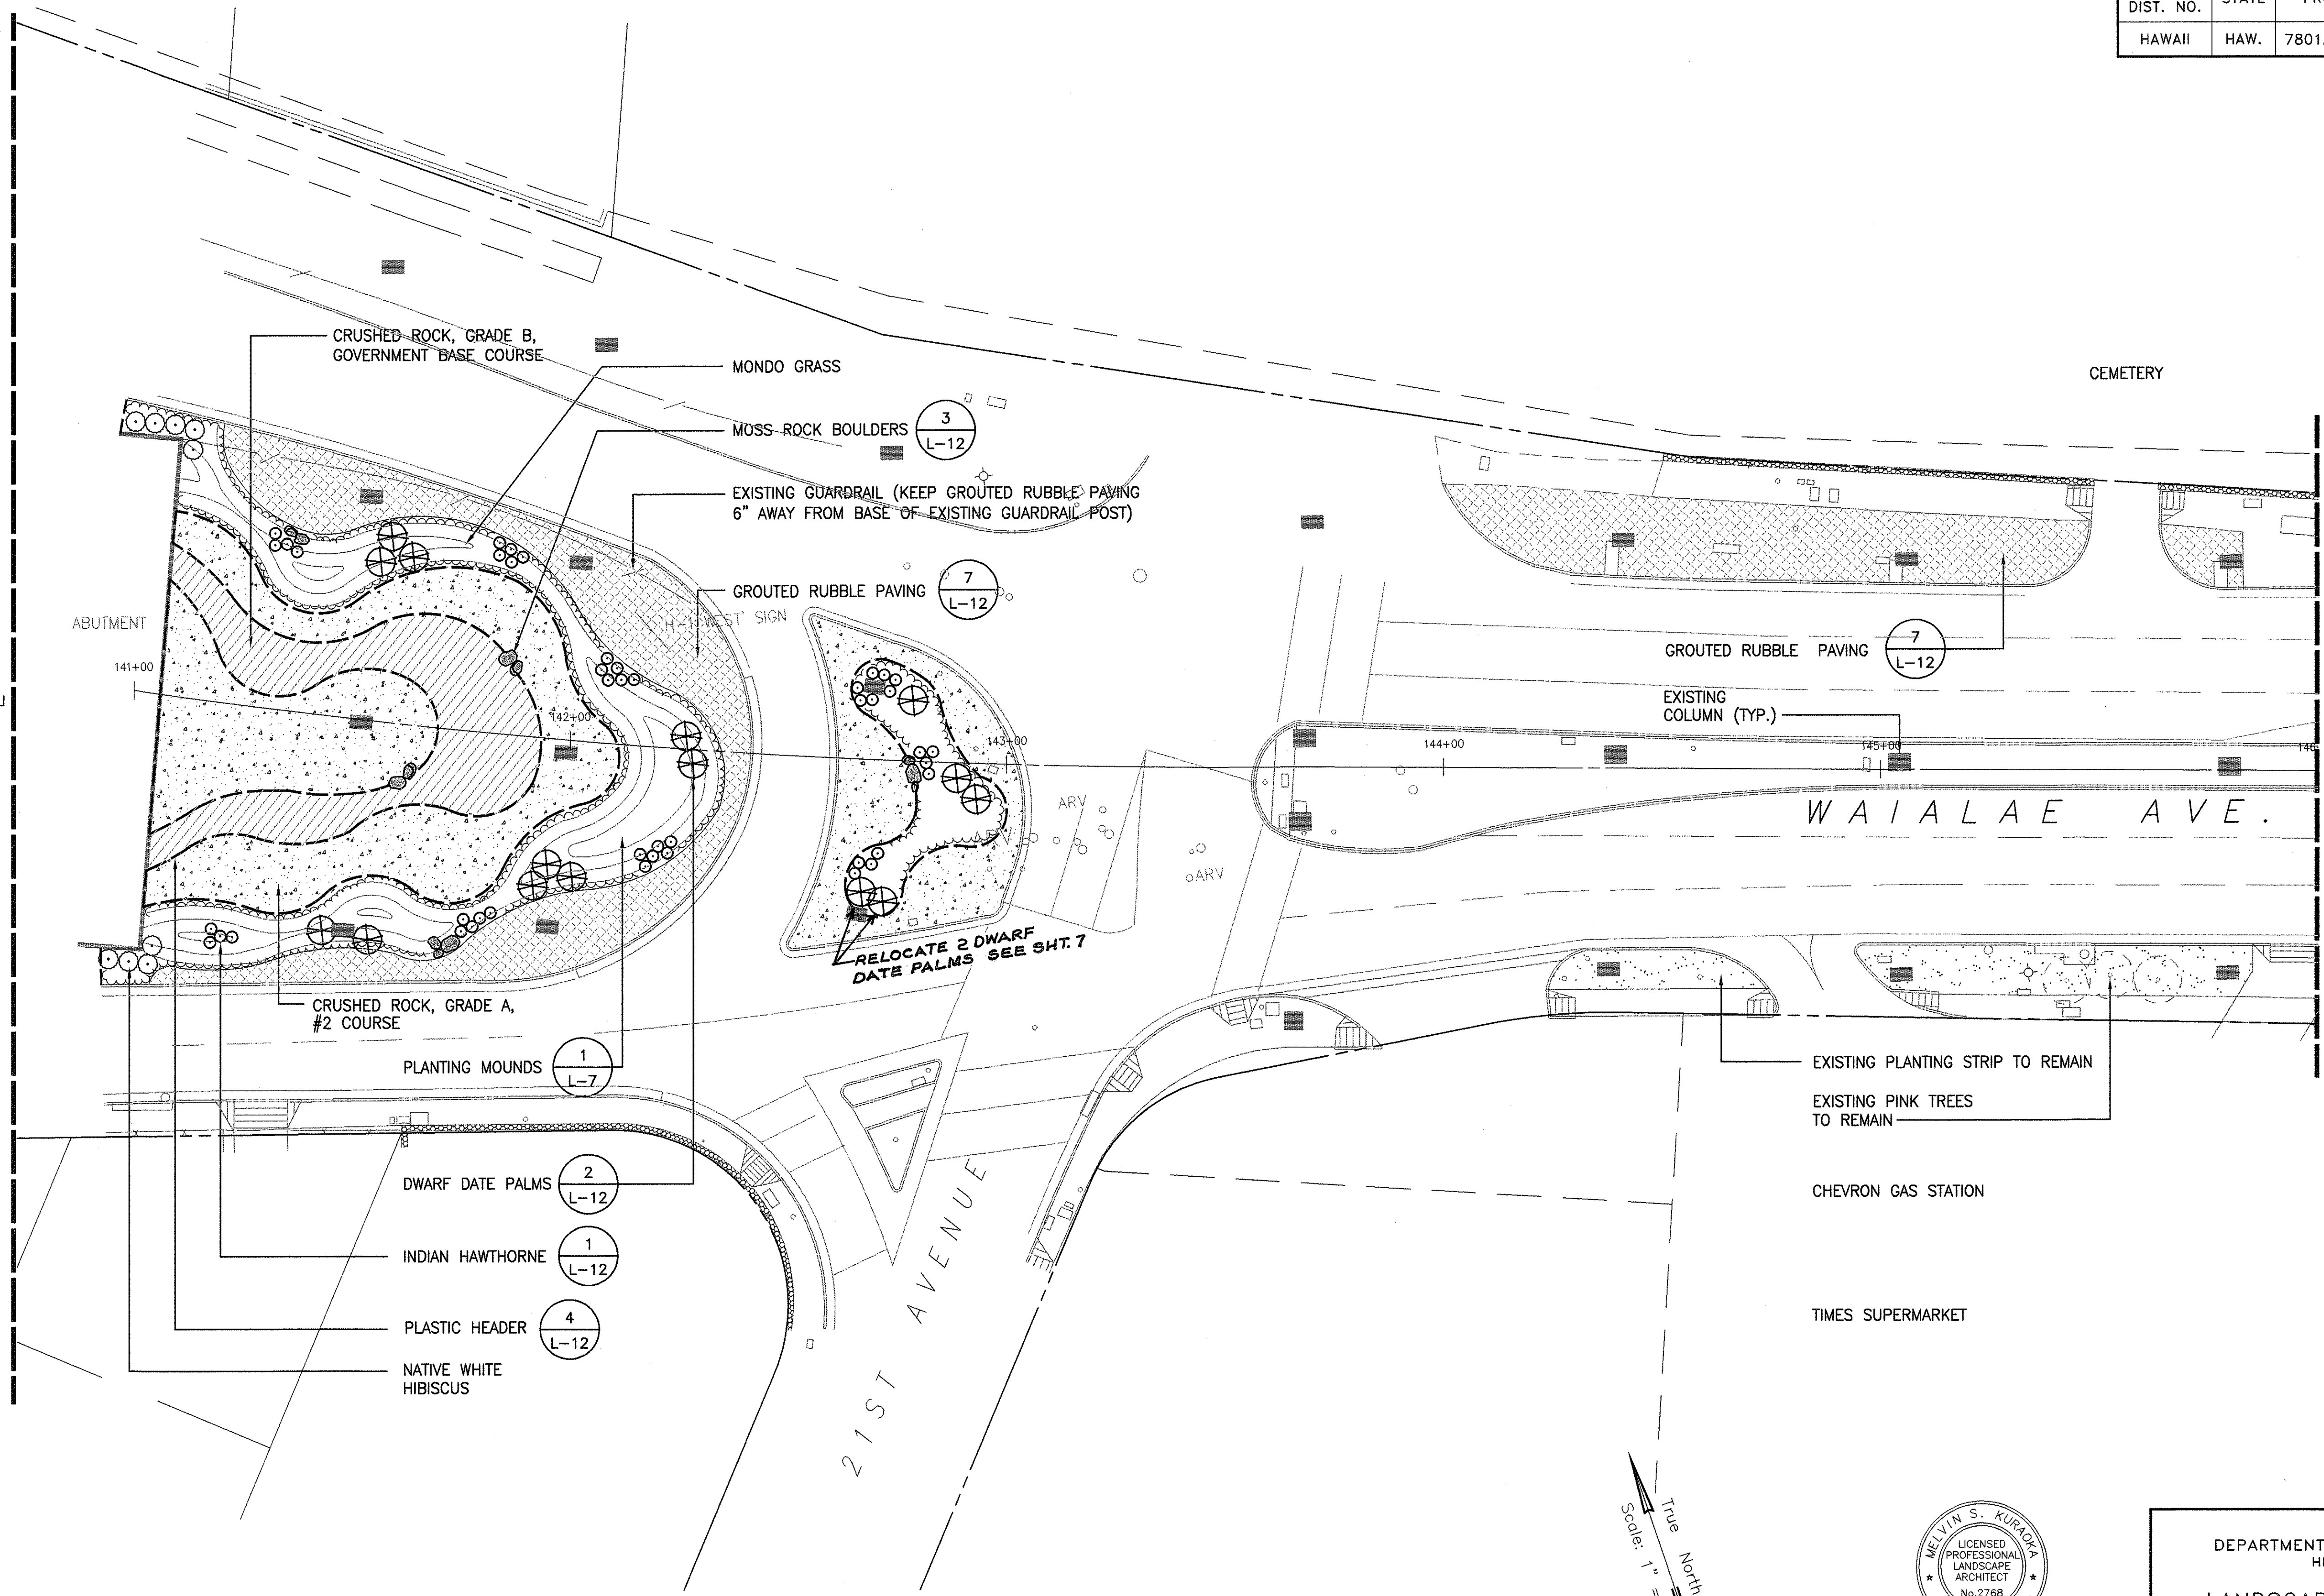 DIST. NO.
HAWAII HAW.
CRUSHED ROCK, GRADE B,
GOVERNMENT BASE COURSE
MONDO GRASS
MOSS ROCK BOULDERS
3
L-12
EXISTING GUARDRAIL (KEEP GROUTED RUBBLE PAVING
6" AWAY FROM BASE OF EXISTING GUARDRAIL POST)
GROUTED RUBBLE PAVING
7
L-12
SIGN
ABUTMENT
141+00
142+00
143+00
144+00
145+00
146
CEMETERY
GROUTED RUBBLE PAVING
7
L-12
EXISTING
COLUMN (TYP.)
WAIALAE AVE.
ARV
ARV
RELOCATE 2 DWARF
DATE PALMS SEE SHT. 7
CRUSHED ROCK, GRADE A,
#2 COURSE
PLANTING MOUNDS
1
L-7
DWARF DATE PALMS
2
L-12
INDIAN HAWTHORNE
1
L-12
PLASTIC HEADER
4
L-12
NATIVE WHITE
HIBISCUS
21ST AVENUE
EXISTING PLANTING STRIP TO REMAIN
EXISTING PINK TREES
TO REMAIN
CHEVRON GAS STATION
TIMES SUPERMARKET
True North
Scale: 1" =
MELVIN S. KURAOKA
LICENSED
PROFESSIONAL
LANDSCAPE
ARCHITECT
No.2768
DEPARTMENT